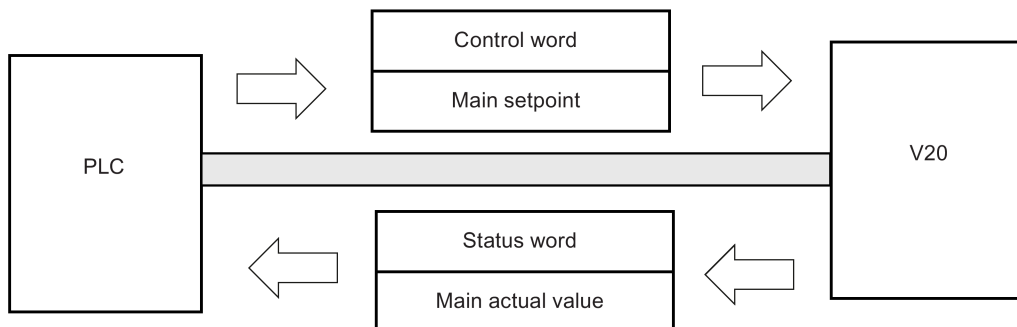 Control word
Main setpoint
PLC
V20
Status word
Main actual value